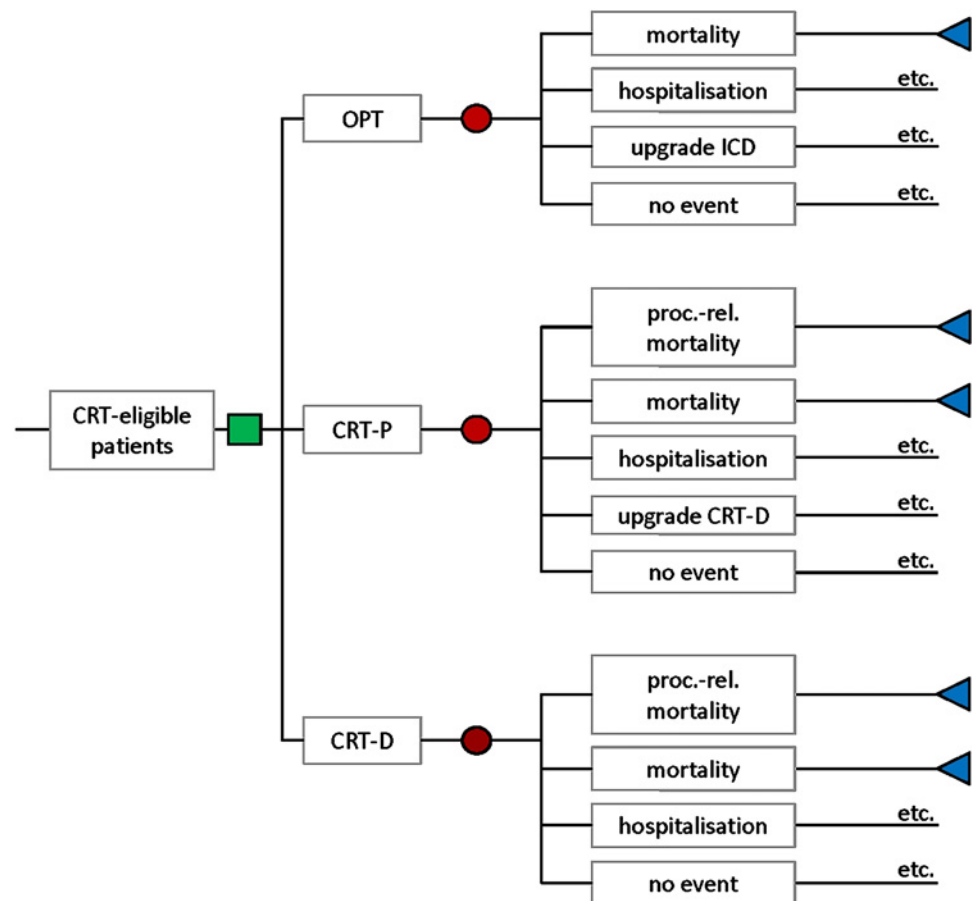 mortality
etc.
hospitalisation
OPT
etc.
upgrade ICD
etc.
no event
proc.-rel.
mortality
CRT-eligible
patients
CRT-P
mortality
etc.
hospitalisation
etc.
upgrade CRT-D
etc.
no event
proc.-rel.
mortality
CRT-D
mortality
etc.
hospitalisation
etc.
no event